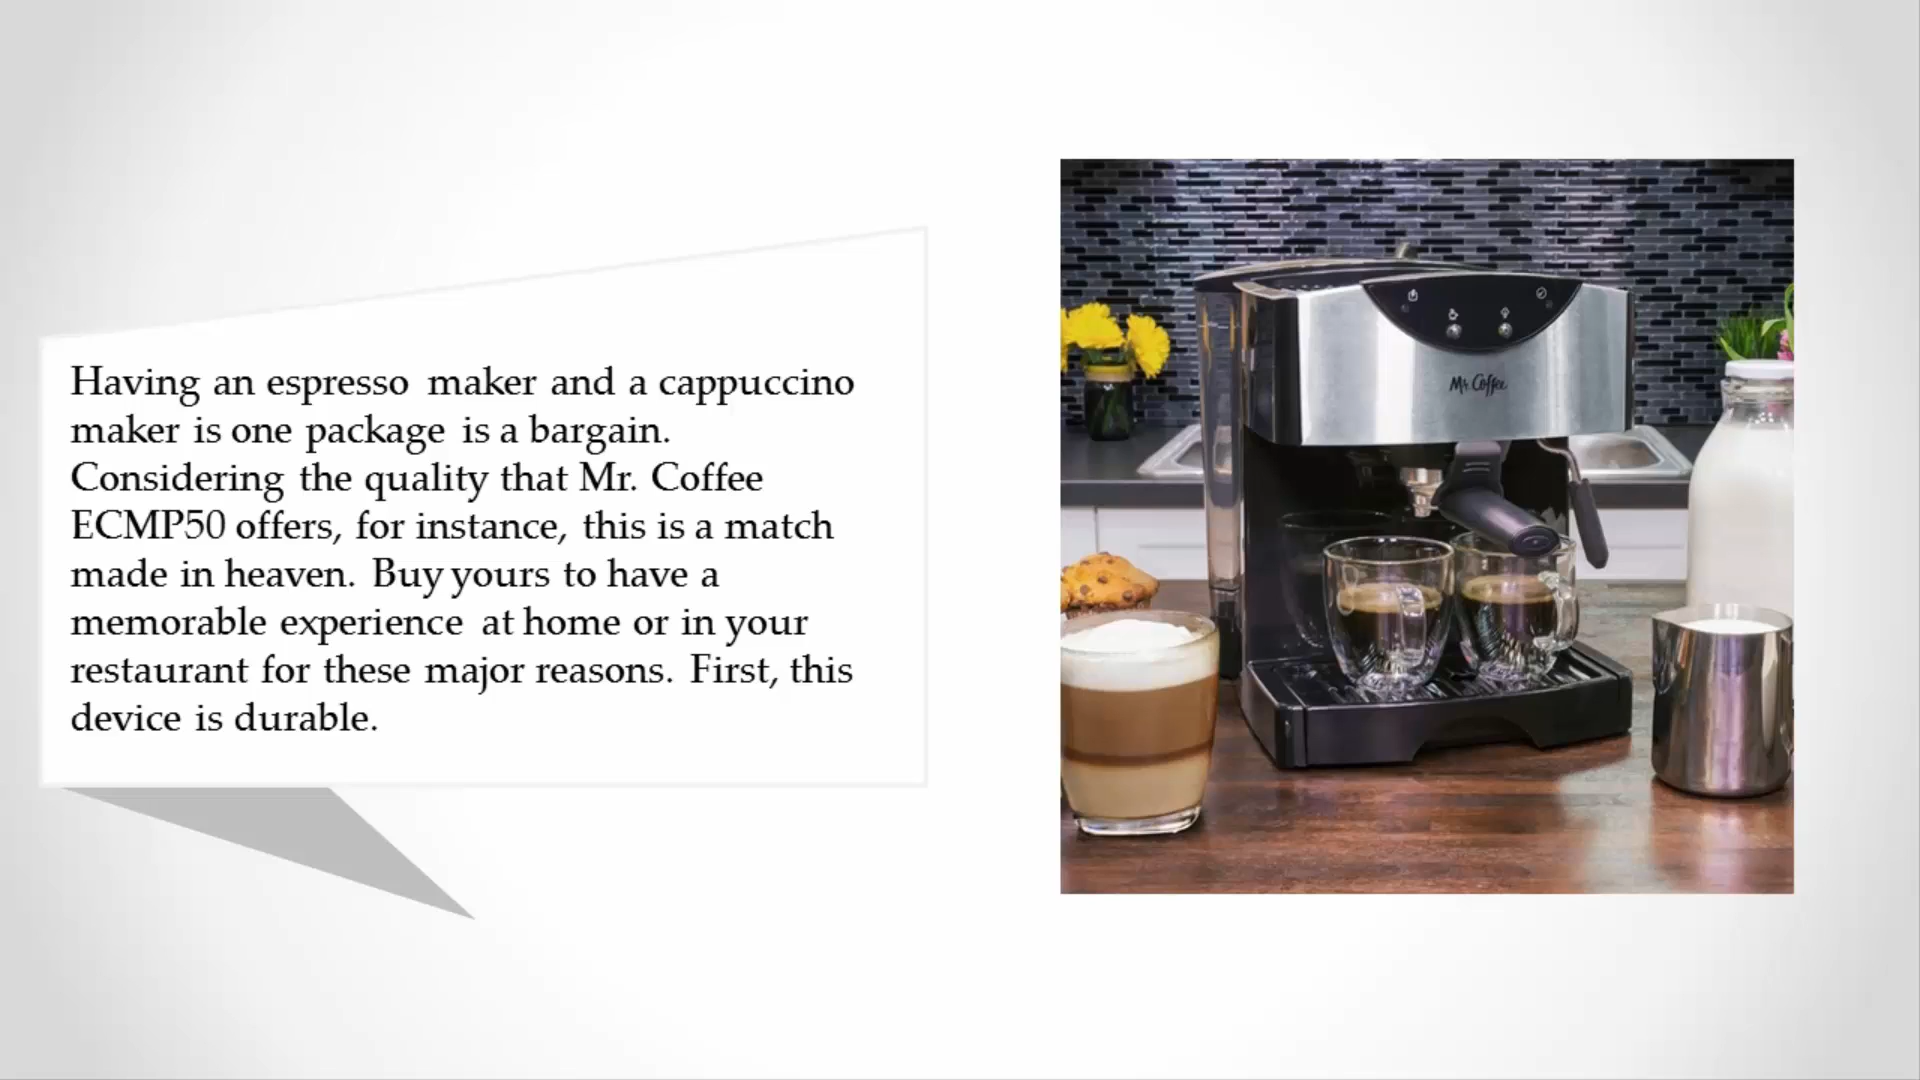 Having an espresso maker and a cappuccino
maker is one package is a bargain.
Considering the quality that Mr. Coffee
ECMP50 offers, for instance, this is a match
made in heaven. Buy yours to have a
memorable experience at home or in your
restaurant for these major reasons. First, this
device is durable.
Mr. Coffee